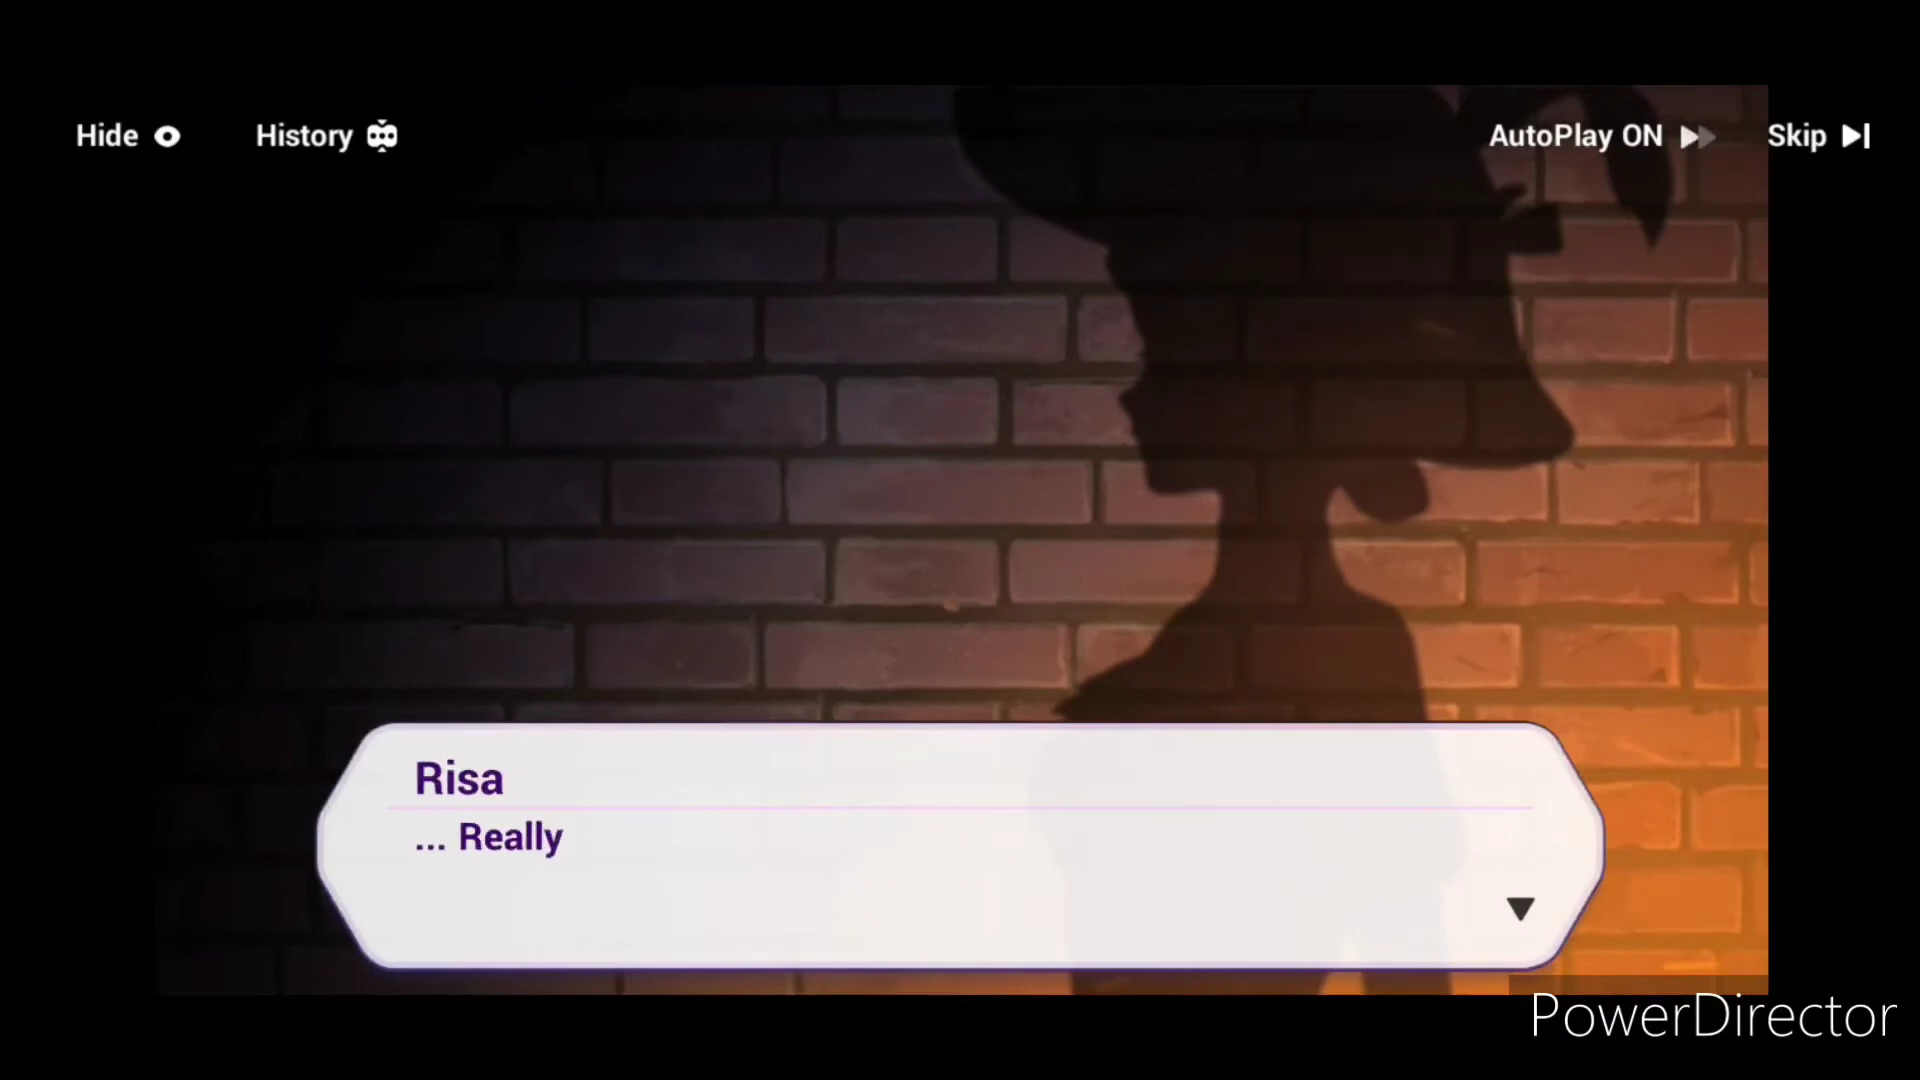 Hide
History
AutoPlay ON
Skip
Risa
... Really
PowerDirector